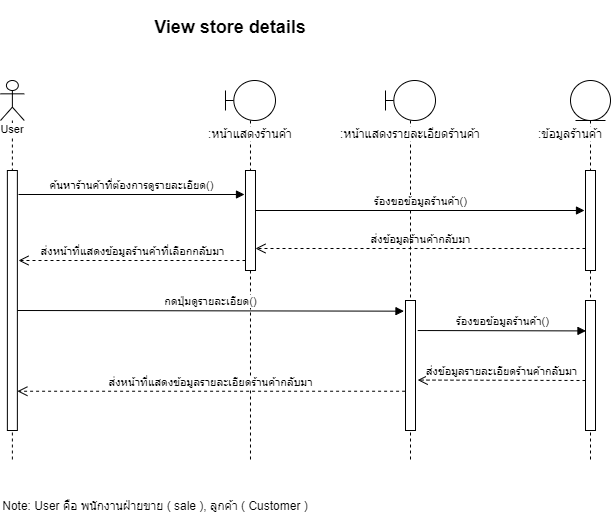 View store details
User
:หน้าแสดงร้านค้า
:หน้าแสดงรายละเอียดร้านค้า
:ข้อมูลร้านค้า
ค้นหาร้านค้าที่ต้องการดูรายละเอียด()
ร้องขอข้อมูลร้านค้า()
ส่งข้อมูลร้านค้ากลับมา
ส่งหน้าที่แสดงข้อมูลร้านค้าที่เลือกกลับมา
กดปุ่มดูรายละเอียด()
ร้องขอข้อมูลร้านค้า()
ส่งข้อมูลรายละเอียดร้านค้ากลับมา
ส่งหน้าที่แสดงข้อมูลรายละเอียดร้านค้ากลับมา
Note: User คือ พนักงานฝ่ายขาย ( sale ), ลูกค้า ( Customer )